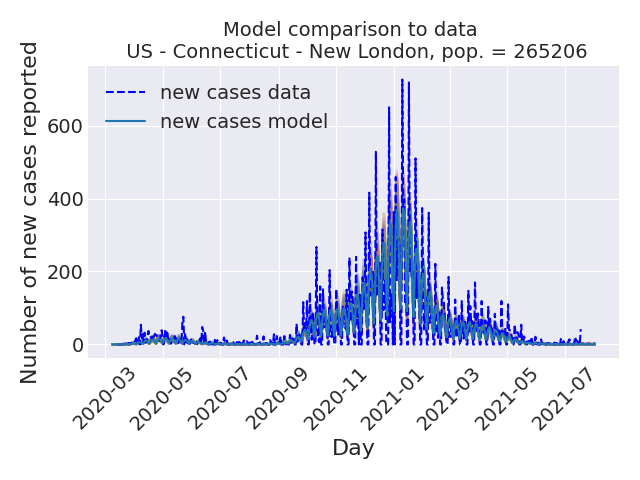 Model comparison to data
US - Connecticut - New London, pop. = 265206
Number of new cases reported
new cases data
new cases model
600
400
200
0
2020-03
2020-05
2020-07
2020-09
2020-11
2021-01
2021-03
2021-05
2021-07
Day